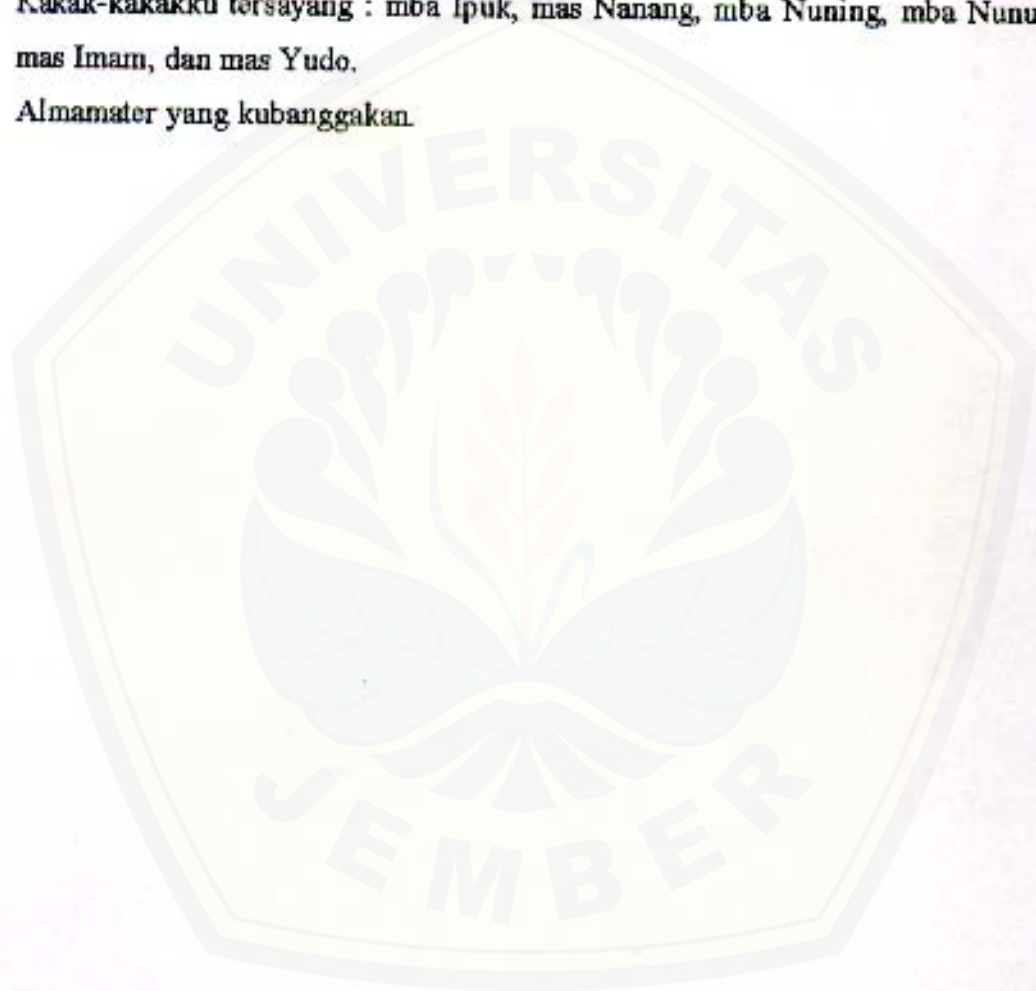 Kakak-kakakku tersayang : mba Ipuk, mas Nanang, mba Nuning, mba Nunu
mas Imam, dan mas Yudo.
Almamater yang kubanggakan.
UNIVERSITAS
JEMBER